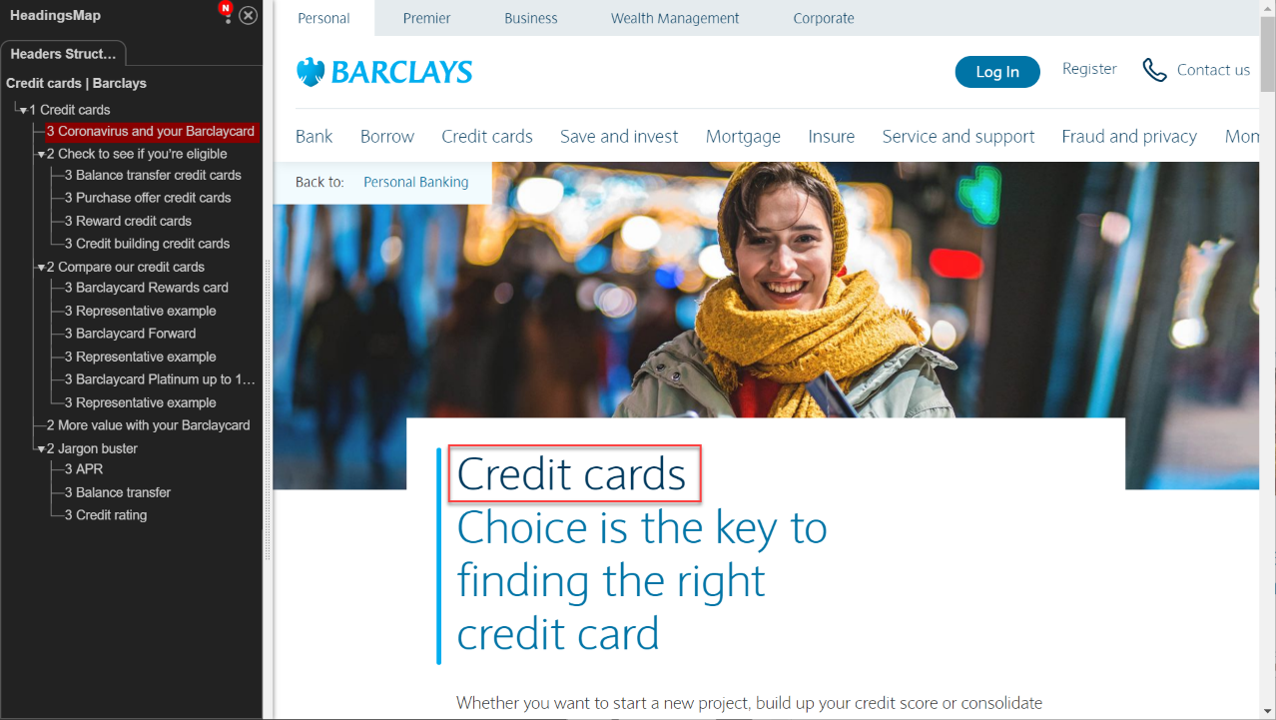 HeadingsMap
N
Headers Struct...
Credit cards | Barclays
1 Credit cards
3 Coronavirus and your Barclaycard
2 Check to see if you're eligible
3 Balance transfer credit cards
3 Purchase offer credit cards
3 Reward credit cards
3 Credit building credit cards
2 Compare our credit cards
3 Barclaycard Rewards card
3 Representative example
3 Barclaycard Forward
3 Representative example
3 Barclaycard Platinum up to 1...
3 Representative example
2 More value with your Barclaycard
2 Jargon buster
3 APR
3 Balance transfer
3 Credit rating
Personal Premier Business Wealth Management Corporate
BARCLAYS
Log In Register Contact us
Bank Borrow Credit cards Save and invest Mortgage Insure Service and support Fraud and privacy Mon
Back to: Personal Banking
Credit cards
Choice is the key to
finding the right
credit card
Whether you want to start a new project, build up your credit score or consolidate